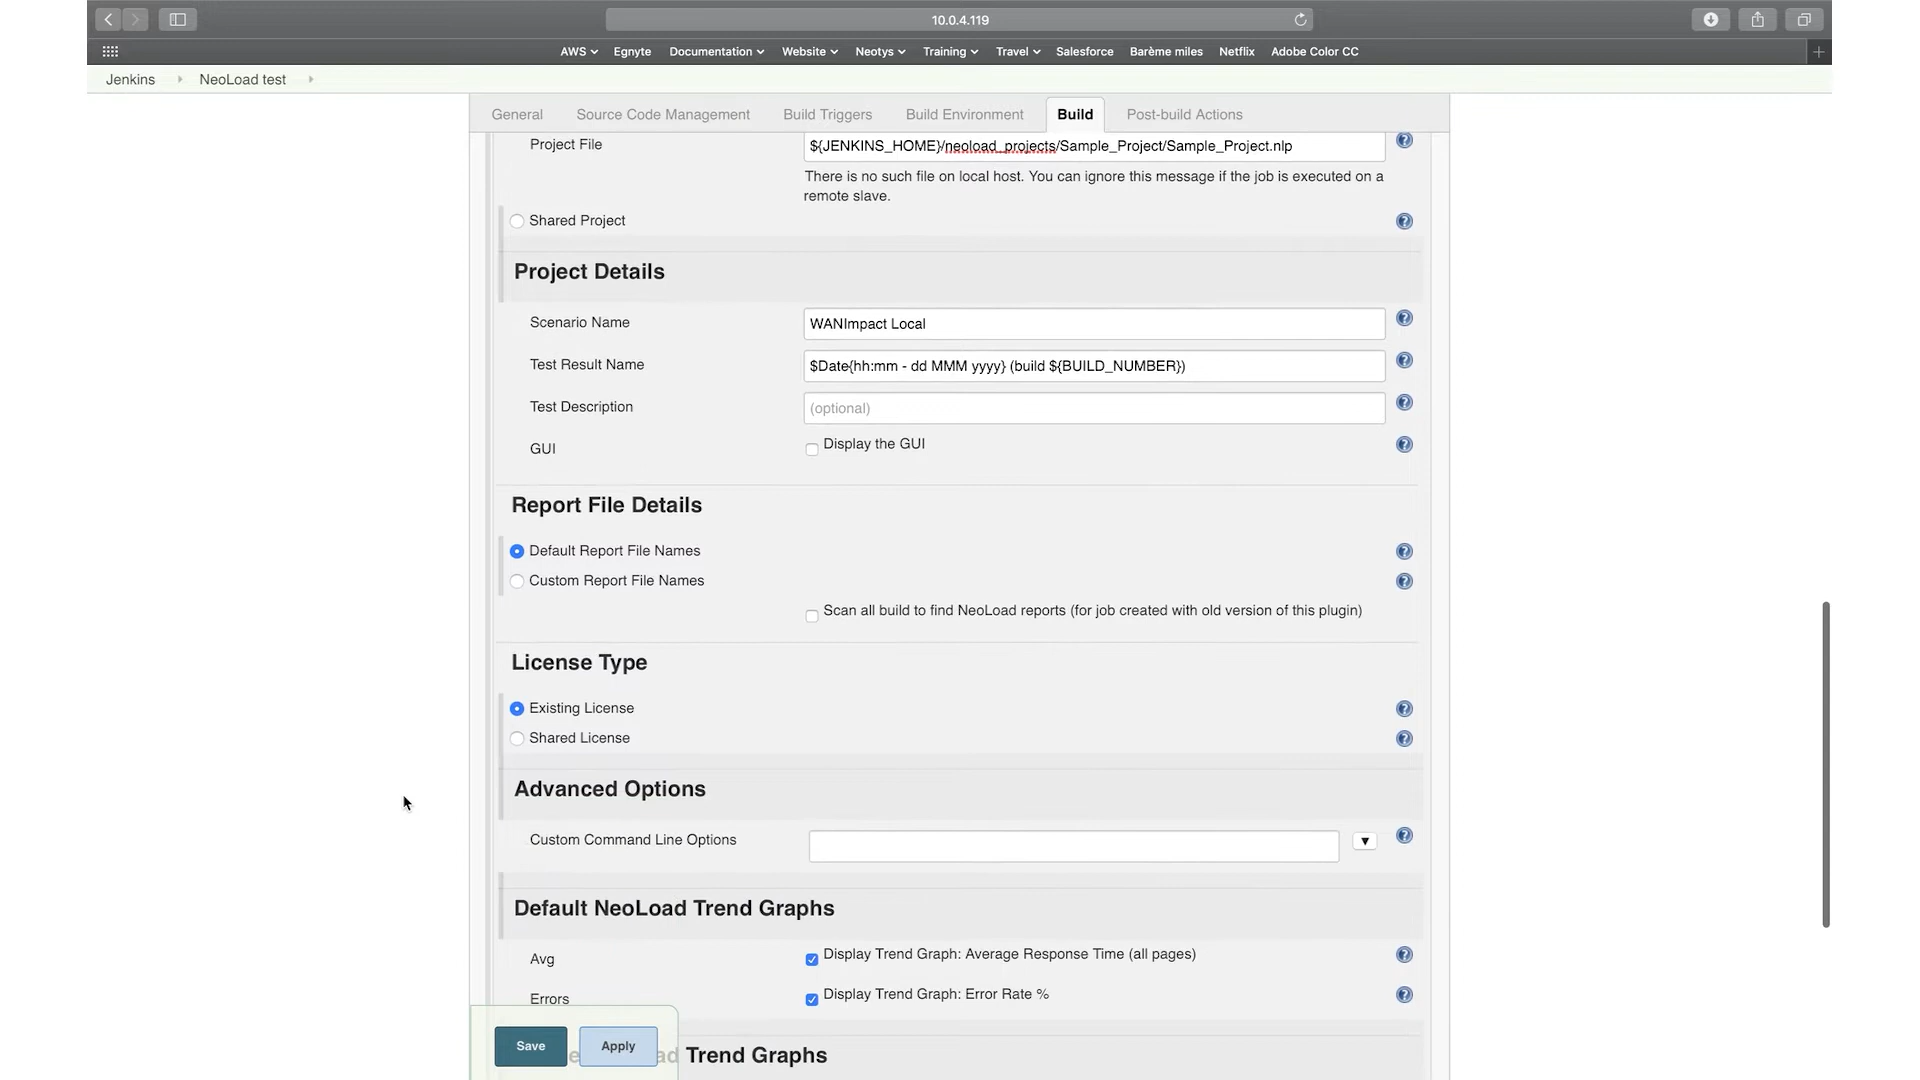 10.0.4.119
AWS Egnyte Documentation Website Neotys Training Travel Salesforce Barème miles Netflix Adobe Color CC
Jenkins NeoLoad test
General Source Code Management Build Triggers Build Environment Build Post-build Actions
Project File ${JENKINS_HOME}/neoload_projects/Sample_Project/Sample_Project.nlp
There is no such file on local host. You can ignore this message if the job is executed on a
remote slave.
Shared Project
Project Details
Scenario Name WANImpact Local
Test Result Name $Date{hh:mm - dd MMM yyyy} (build ${BUILD_NUMBER})
Test Description (optional)
GUI Display the GUI
Report File Details
Default Report File Names
Custom Report File Names
Scan all build to find NeoLoad reports (for job created with old version of this plugin)
License Type
Existing License
Shared License
Advanced Options
Custom Command Line Options
Default NeoLoad Trend Graphs
Avg Display Trend Graph: Average Response Time (all pages)
Errors Display Trend Graph: Error Rate %
Save Apply
Trend Graphs